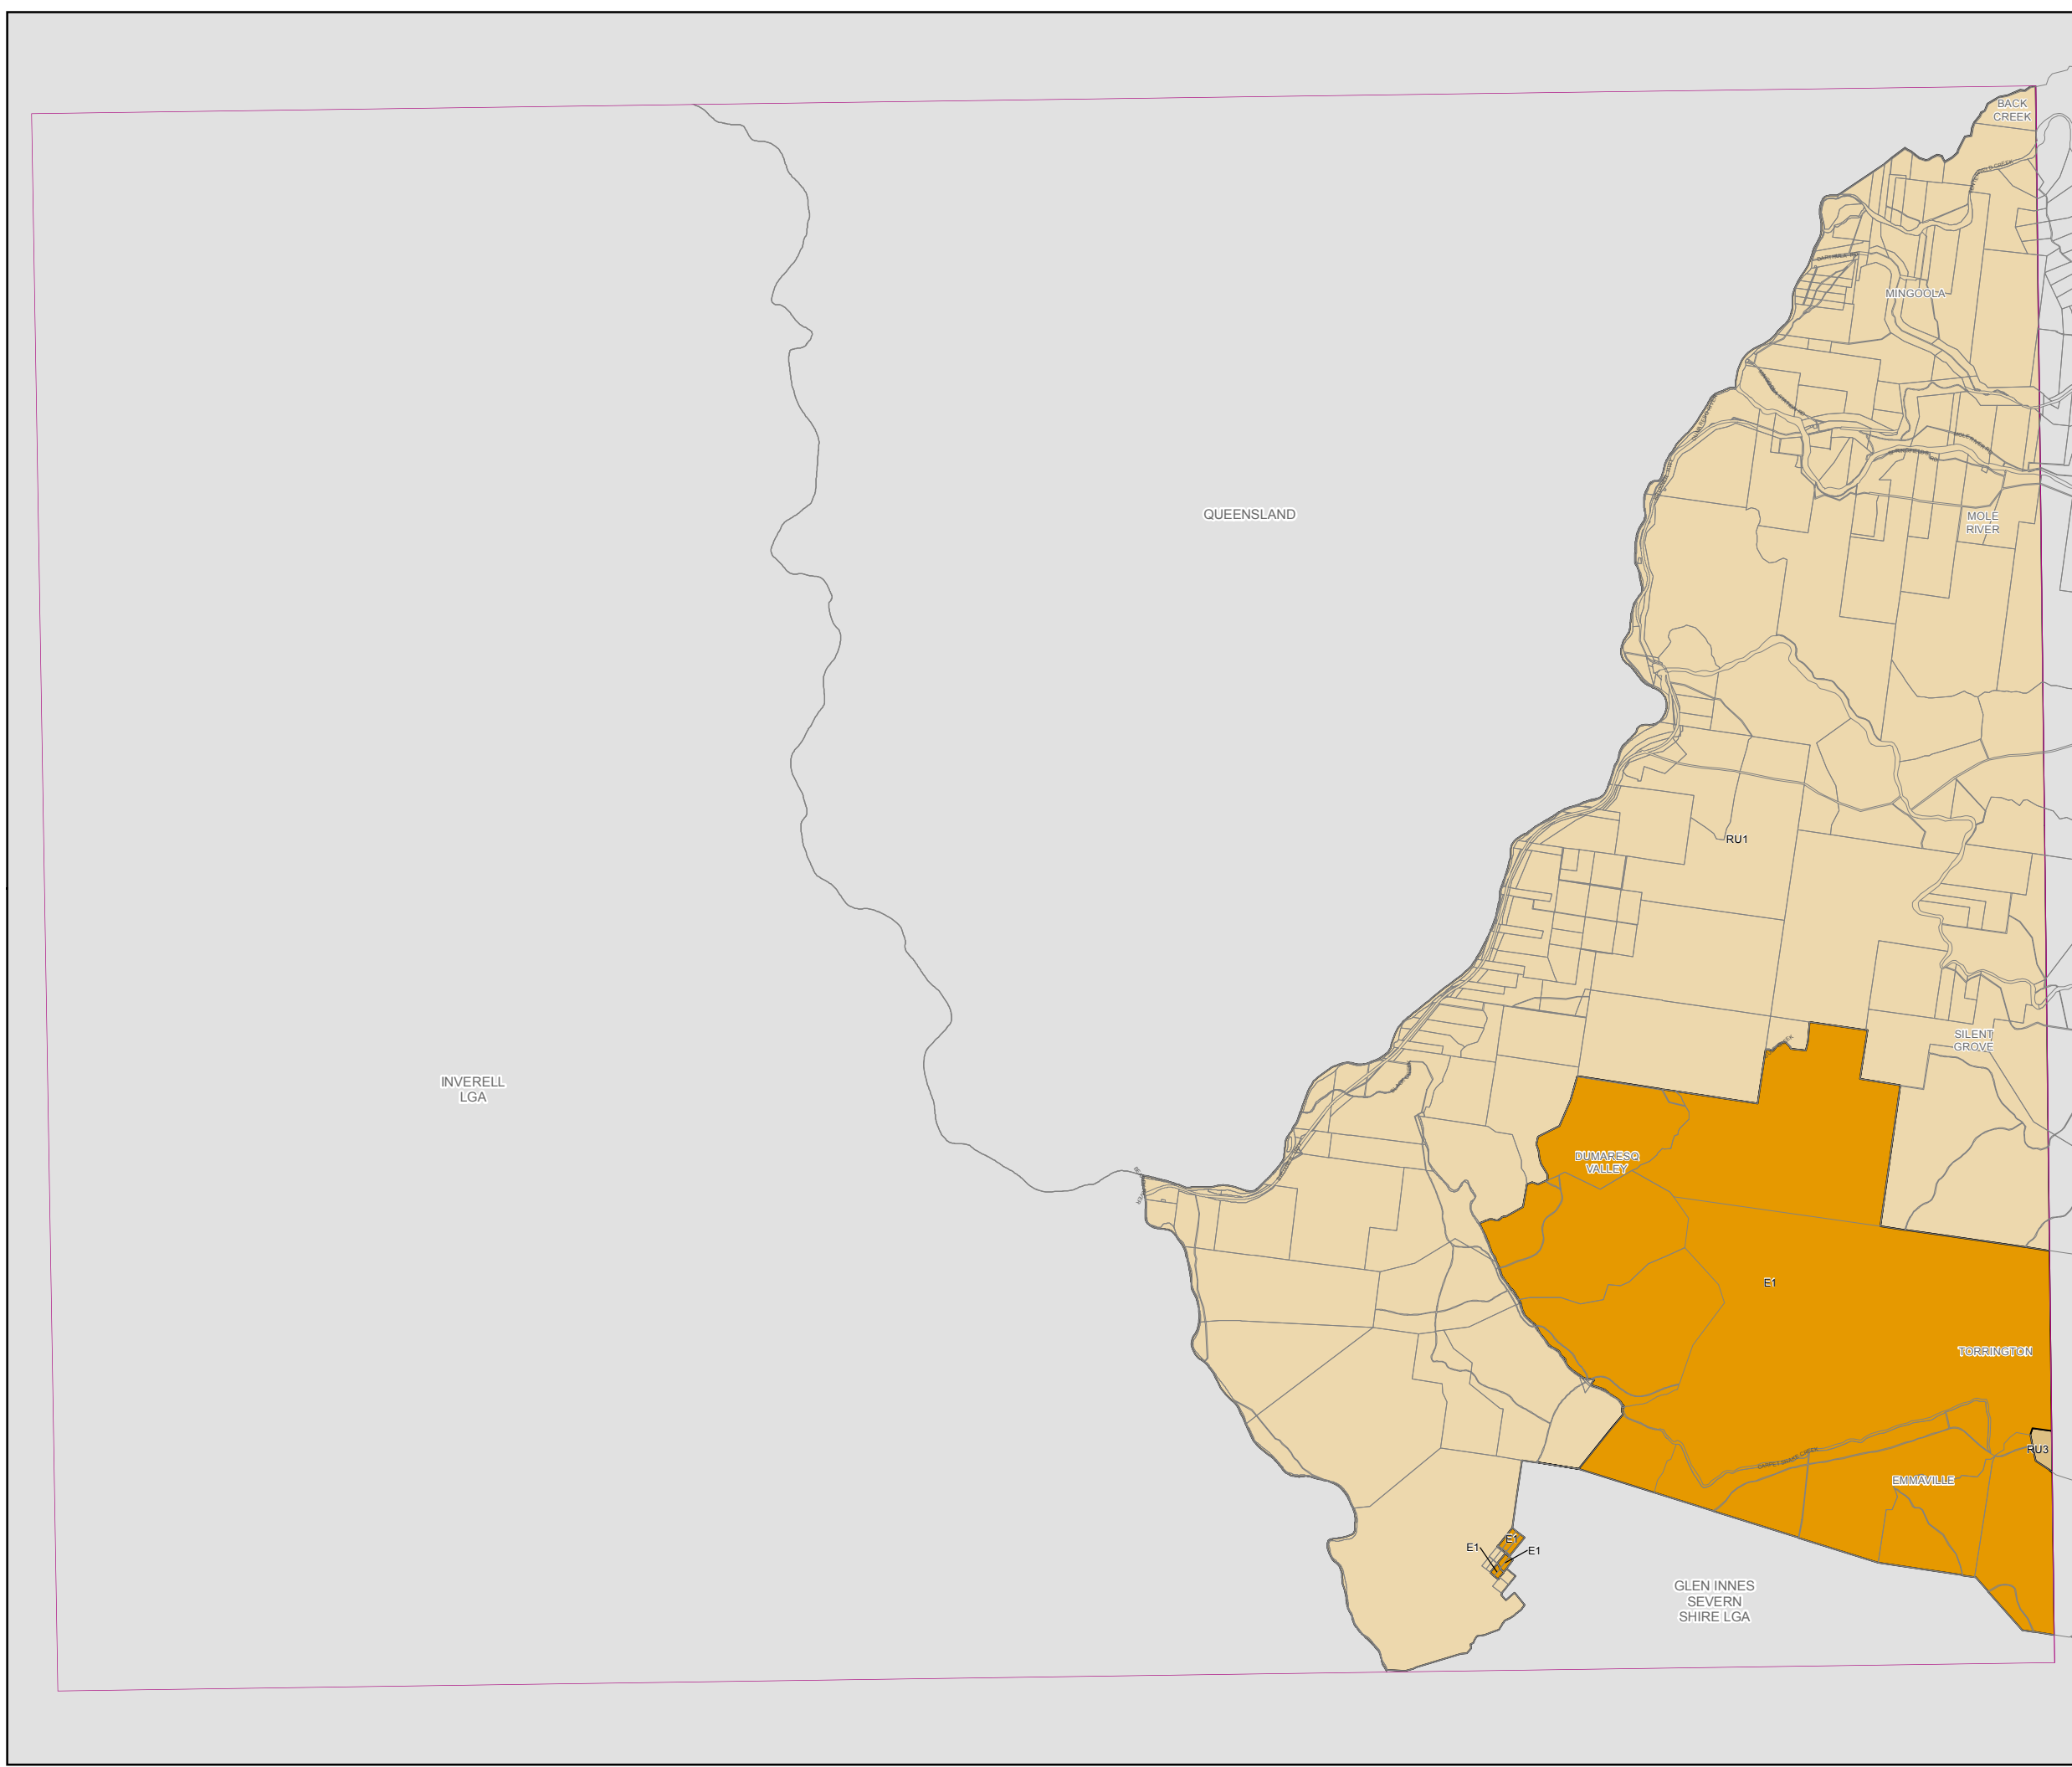 BACK
CREEK
MINGOOLA
QUEENSLAND
MOLE
RIVER
RU1
SILENT
GROVE
INVERELL
LGA
DUMARESQ
VALLEY
E1
TORRINGTON
RU3
EMMAVILLE
E1
E1
E1
GLEN INNES
SEVERN
SHIRE LGA